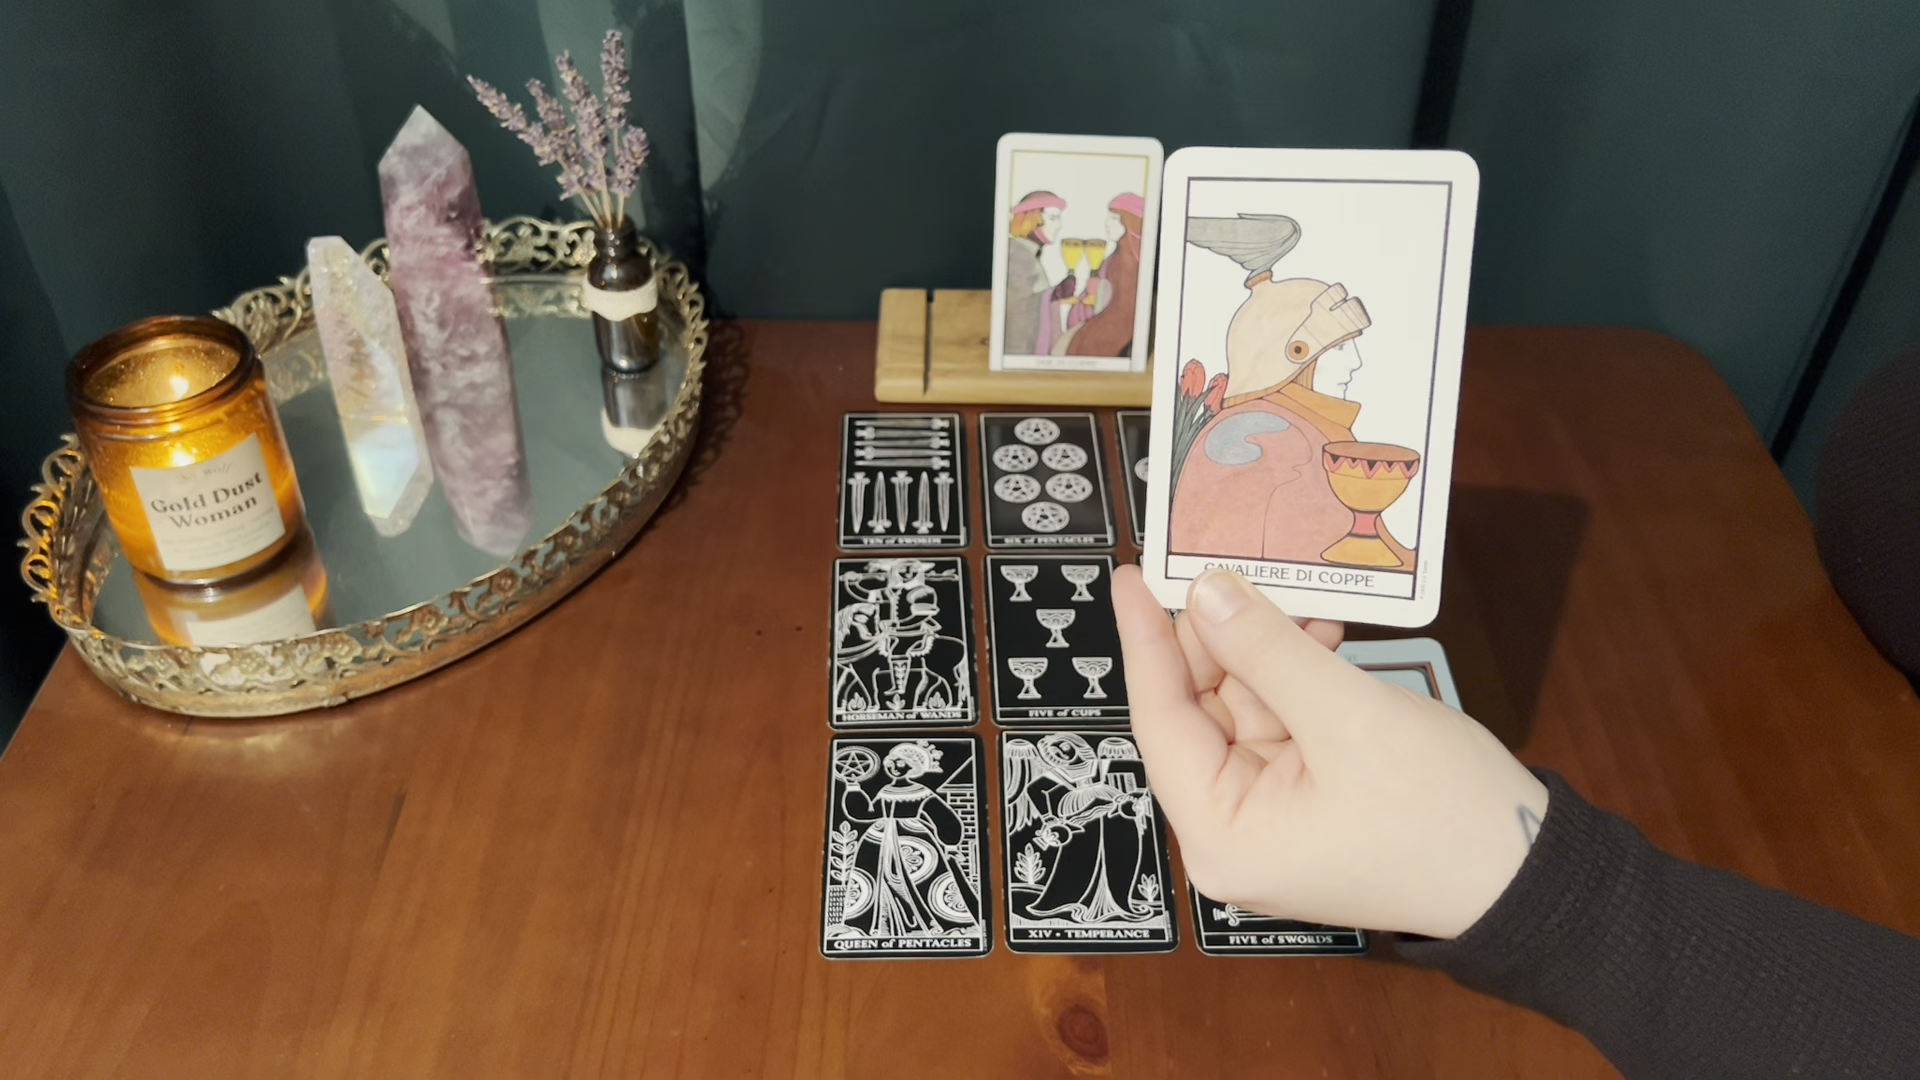 Gold Dust
Woman
CAVALIERE DI COPPE
TEN of SWORDS
SIX of PENTACLES
HORSEMAN of WANDS
FIVE of CUPS
QUEEN of PENTACLES
XIV • TEMPERANCE
FIVE of SWORDS